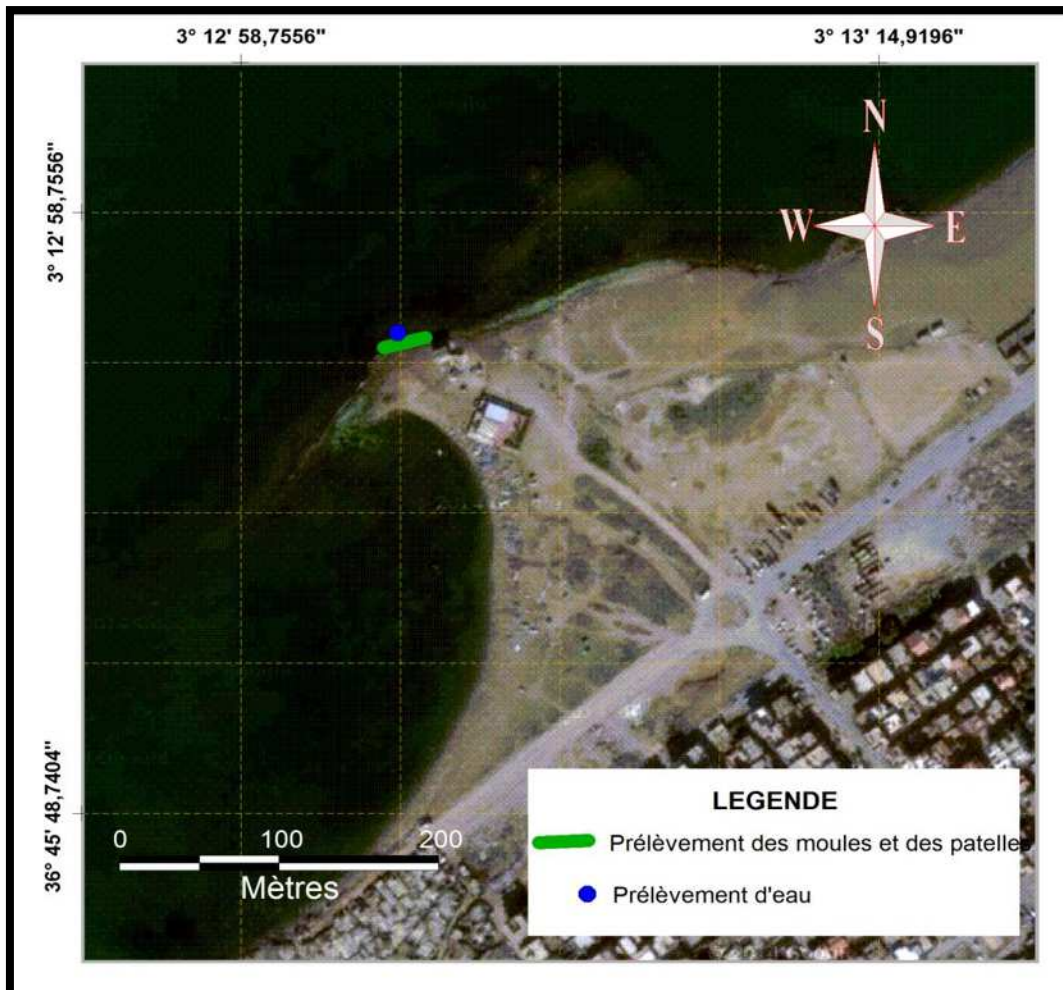 3° 12' 58,7556" 3° 13' 14,9196"
N
3° 12' 58,7556"
W E
S
36° 45' 48,7404"
0 100 200
Mètres
LEGENDE
Prélèvement des moules et des patelles
Prélèvement d'eau